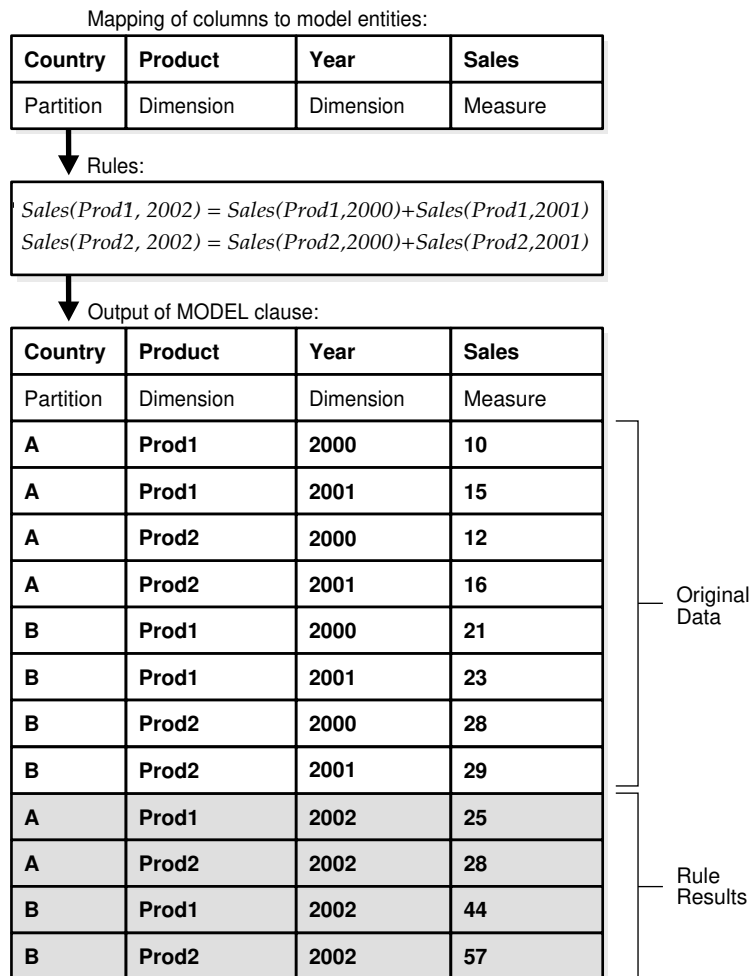 Mapping of columns to model entities:
Country Product Year Sales
Partition Dimension Dimension Measure
Rules:
Sales(Prod1, 2002) = Sales(Prod1,2000)+Sales(Prod1,2001)
Sales(Prod2, 2002) = Sales(Prod2,2000)+Sales(Prod2,2001)
Output of MODEL clause:
Country Product Year Sales
Partition Dimension Dimension Measure
A Prod1 2000 10
A Prod1 2001 15
A Prod2 2000 12
A Prod2 2001 16
B Prod1 2000 21
B Prod1 2001 23
B Prod2 2000 28
B Prod2 2001 29
Original
Data
A Prod1 2002 25
A Prod2 2002 28
B Prod1 2002 44
B Prod2 2002 57
Rule
Results